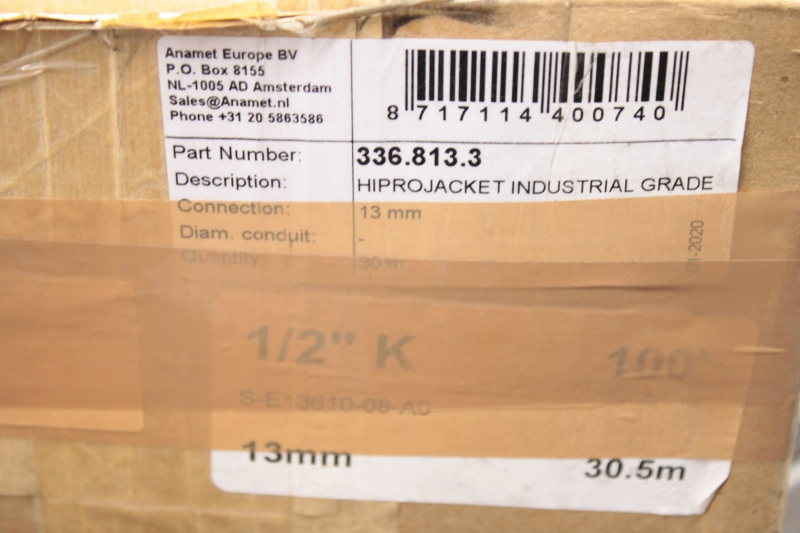 Anamet Europe BV
P.O. Box 8155
NL-1005 AD Amsterdam
Sales@Anamet.nl
Phone +31 20 5863586
8 717114 400740
Part Number: 336.813.3
Description: HIPROJACKET INDUSTRIAL GRADE
Connection: 13 mm
Diam. conduit: -
Quantity 30 m
01-2020
1/2" K 100'
S-E13610-08-A0
13mm 30.5m